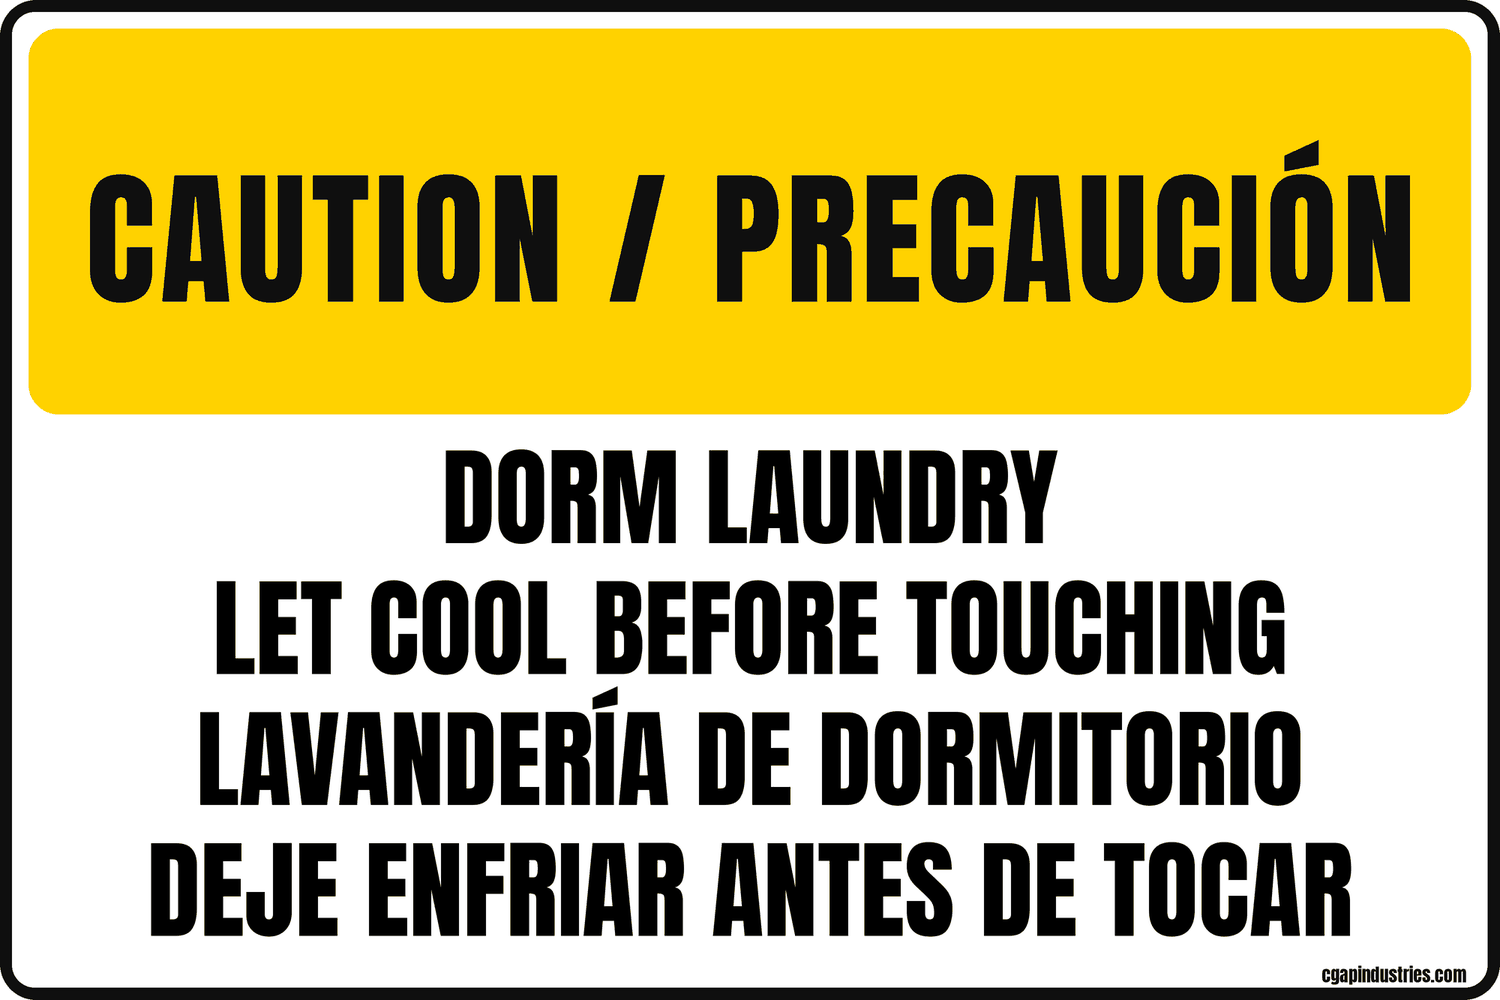 CAUTION / PRECAUCIÓN
DORM LAUNDRY
LET COOL BEFORE TOUCHING
LAVANDERÍA DE DORMITORIO
DEJE ENFRIAR ANTES DE TOCAR
cgapindustries.com